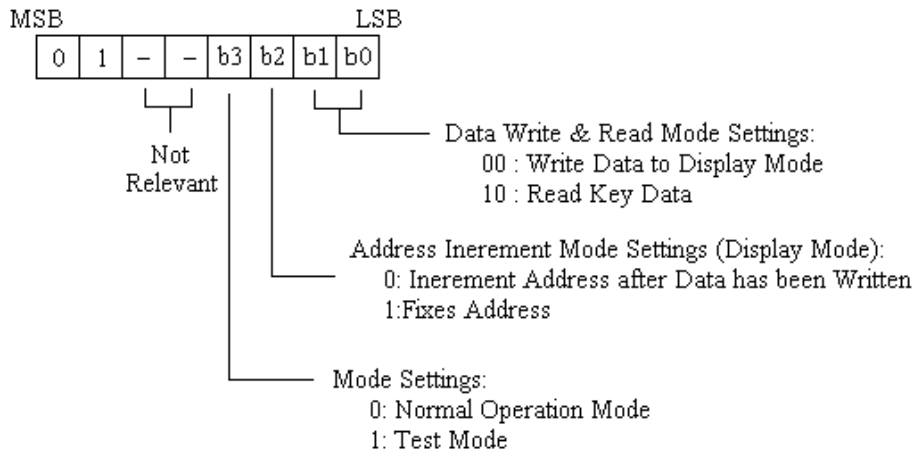 MSB LSB
0 1 – – b3 b2 b1 b0
Data Write & Read Mode Settings:
00 : Write Data to Display Mode
10 : Read Key Data
Not
Relevant
Address Inerement Mode Settings (Display Mode):
0: Inerement Address after Data has been Written
1:Fixes Address
Mode Settings:
0: Normal Operation Mode
1: Test Mode